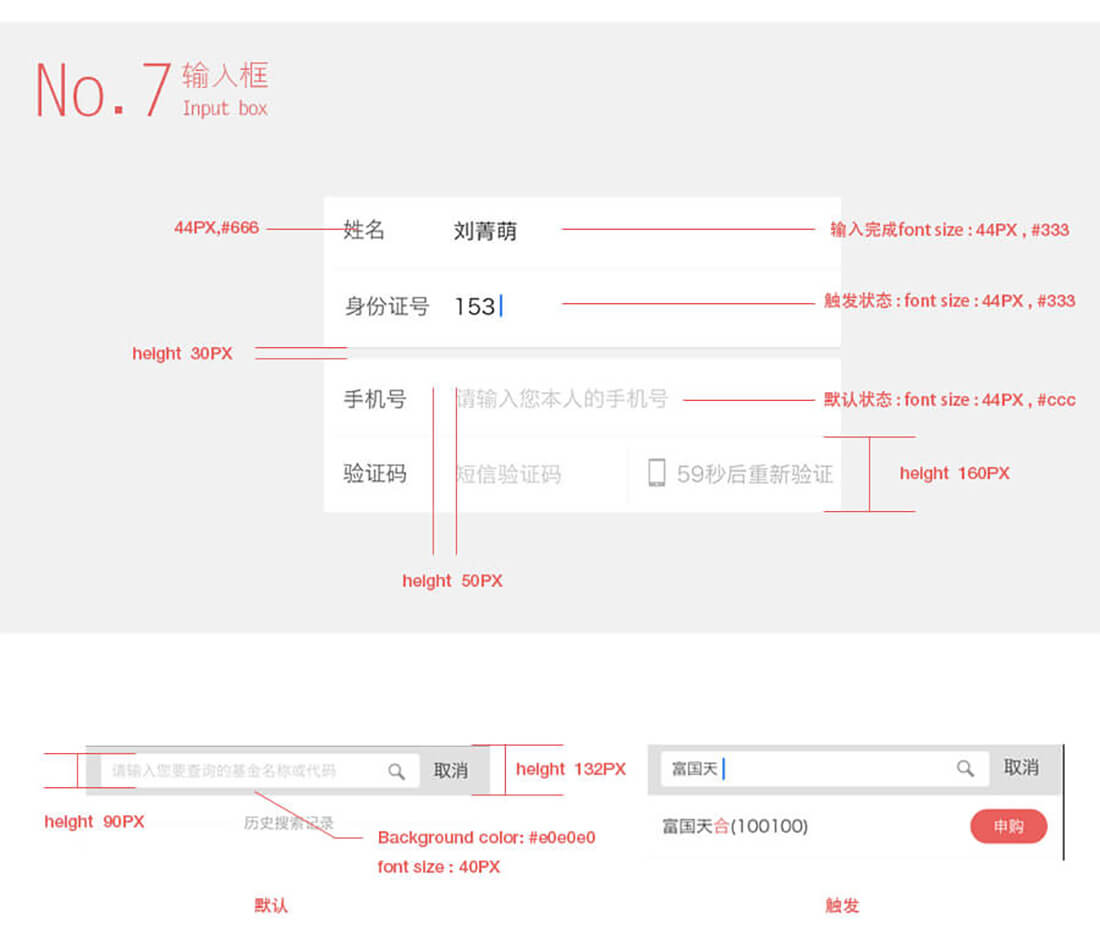 No.7 输入框
Input box
44PX,#666
姓名
刘菁萌
输入完成font size : 44PX , #333
身份证号
153
触发状态 : font size : 44PX , #333
height 30PX
手机号
请输入您本人的手机号
默认状态 : font size : 44PX , #ccc
验证码
短信验证码
59秒后重新验证
height 160PX
height 50PX
请输入您要查询的基金名称或代码
取消
height 132PX
富国天
取消
height 90PX
历史搜索记录
Background color: #e0e0e0
font size : 40PX
富国天合(100100)
申购
默认
触发